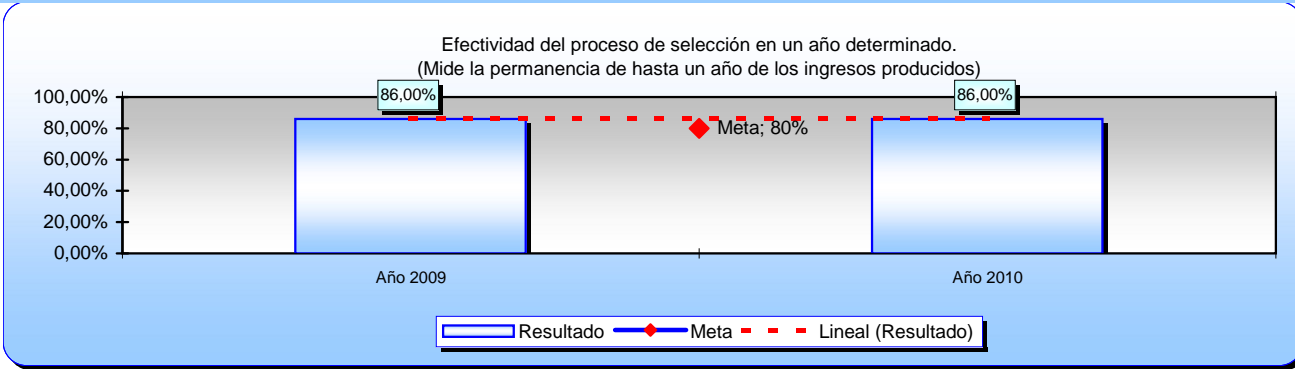 Efectividad del proceso de selección en un año determinado.
(Mide la permanencia de hasta un año de los ingresos producidos)
86,00%
86,00%
100,00%
80,00%
60,00%
40,00%
20,00%
0,00%
Meta; 80%
Año 2009
Año 2010
Resultado
Meta
Lineal (Resultado)